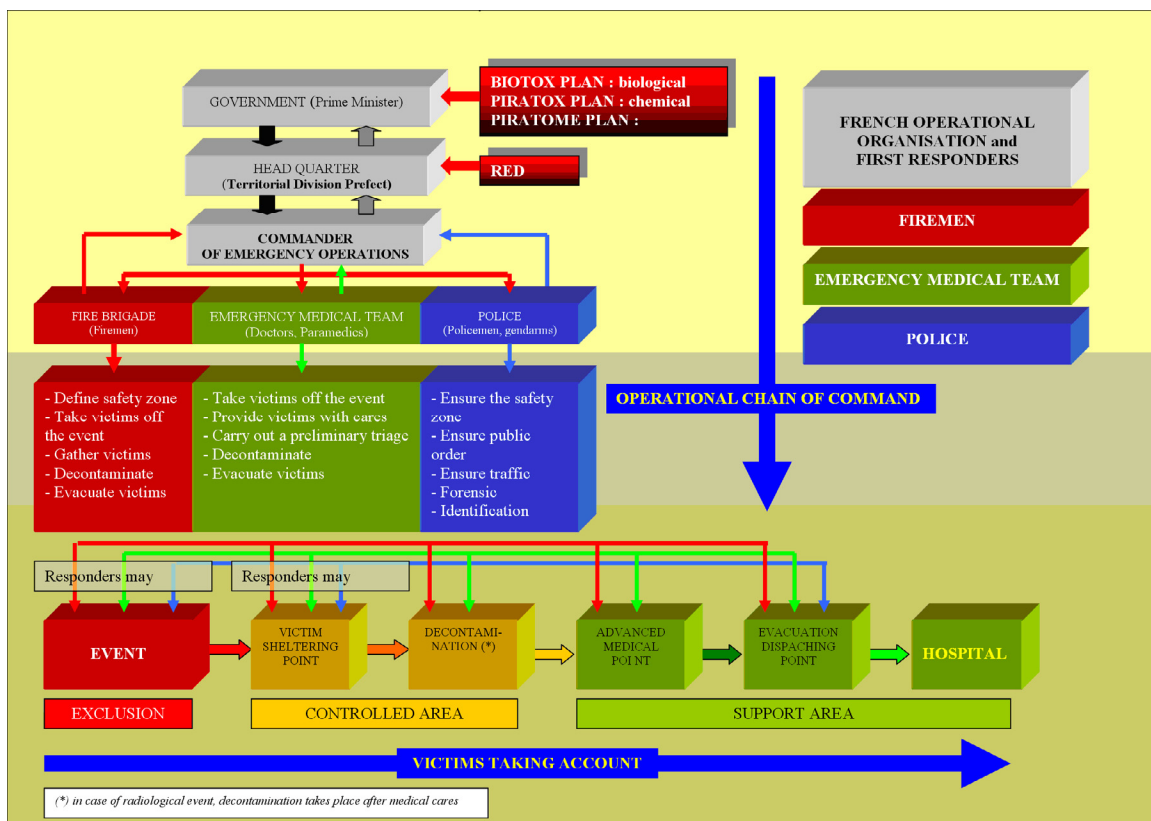 GOVERNMENT (Prime Minister)
BIOTOX PLAN : biological
PIRATOX PLAN : chemical
PIRATOME PLAN :
HEAD QUARTER
(Territorial Division Prefect)
RED
COMMANDER
OF EMERGENCY OPERATIONS
FRENCH OPERATIONAL
ORGANISATION and
FIRST RESPONDERS
FIREMEN
EMERGENCY MEDICAL TEAM
POLICE
FIRE BRIGADE
(Firemen)
EMERGENCY MEDICAL TEAM
(Doctors, Paramedics)
POLICE
(Policemen, gendarms)
- Define safety zone
- Take victims off
the event
- Gather victims
- Decontaminate
- Evacuate victims
- Take victims off the event
- Provide victims with cares
- Carry out a preliminary triage
- Decontaminate
- Evacuate victims
- Ensure the safety
zone
- Ensure public
order
- Ensure traffic
- Forensic
- Identification
OPERATIONAL CHAIN OF COMMAND
Responders may
Responders may
EVENT
VICTIM
SHELTERING
POINT
DECONTAMI-
NATION (*)
ADVANCED
MEDICAL
POINT
EVACUATION
DISPACHING
POINT
HOSPITAL
EXCLUSION
CONTROLLED AREA
SUPPORT AREA
VICTIMS TAKING ACCOUNT
(*) in case of radiological event, decontamination takes place after medical cares